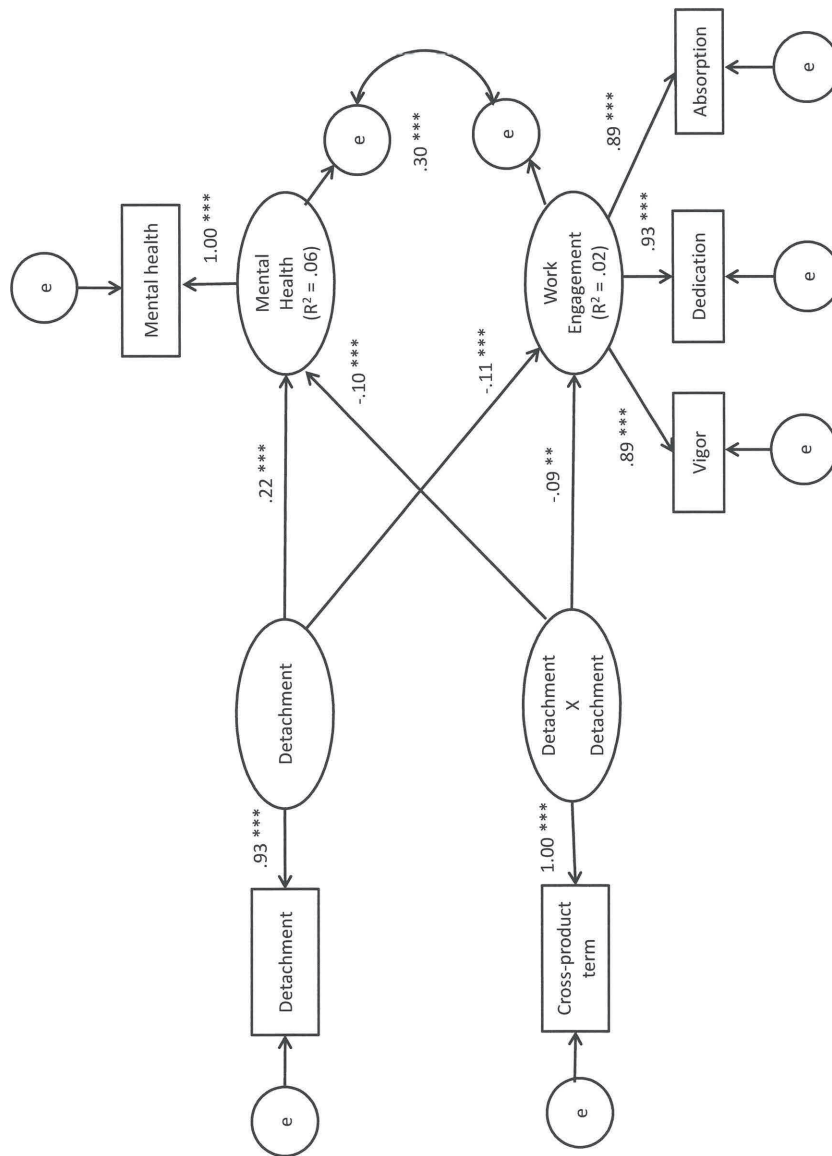 e
Mental health
1.00 ***
e
Detachment
.93 ***
Detachment
.22 ***
Mental
Health
(R² = .06)
e
-.10 ***
.30 ***
-.11 ***
e
e
Cross-product
term
1.00 ***
Detachment
X
Detachment
-.09 **
Work
Engagement
(R² = .02)
.89 ***
.93 ***
.89 ***
Vigor
Dedication
Absorption
e
e
e